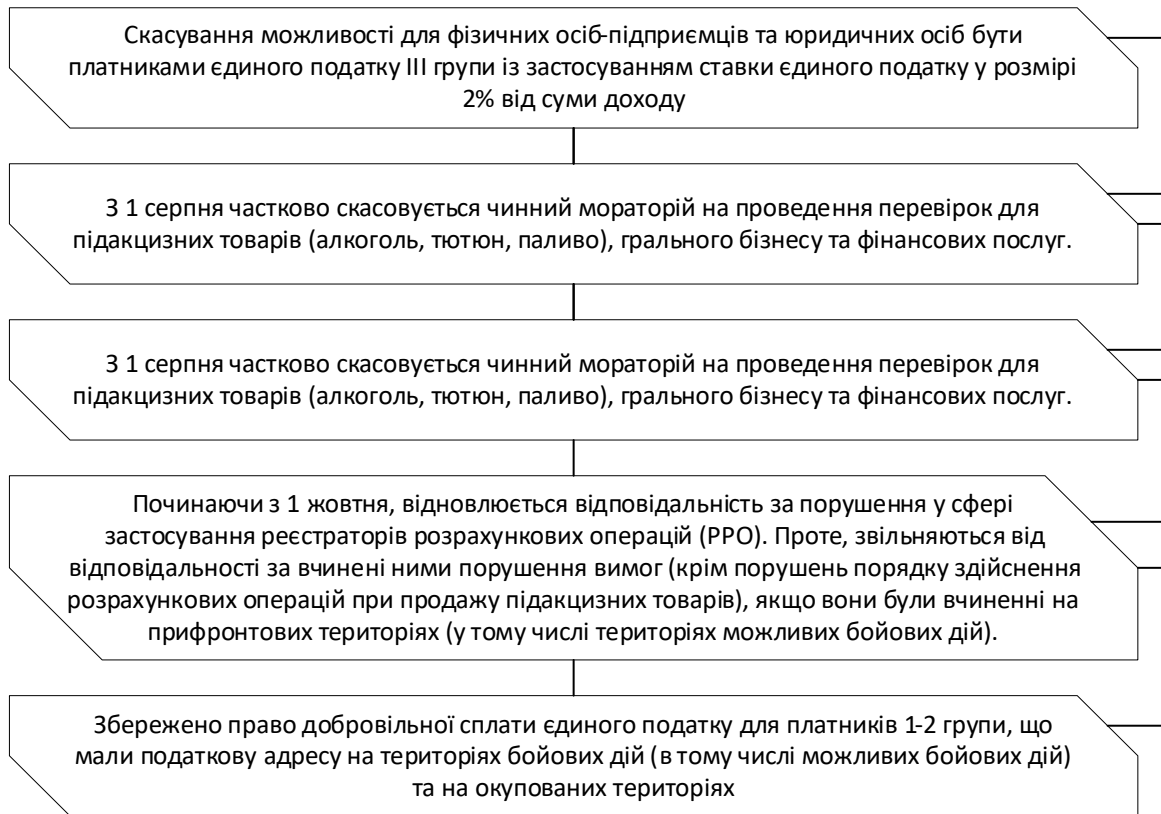 Скасування можливості для фізичних осіб-підприємців та юридичних осіб бути
платниками єдиного податку III групи із застосуванням ставки єдиного податку у розмірі
2% від суми доходу
З 1 серпня частково скасовується чинний мораторій на проведення перевірок для
підакцизних товарів (алкоголь, тютюн, паливо), грального бізнесу та фінансових послуг.
З 1 серпня частково скасовується чинний мораторій на проведення перевірок для
підакцизних товарів (алкоголь, тютюн, паливо), грального бізнесу та фінансових послуг.
Починаючи з 1 жовтня, відновлюється відповідальність за порушення у сфері
застосування реєстраторів розрахункових операцій (РРО). Проте, звільняються від
відповідальності за вчинені ними порушення вимог (крім порушень порядку здійснення
розрахункових операцій при продажу підакцизних товарів), якщо вони були вчиненні на
прифронтових територіях (у тому числі територіях можливих бойових дій).
Збережено право добровільної сплати єдиного податку для платників 1-2 групи, що
мали податкову адресу на територіях бойових дій (в тому числі можливих бойових дій)
та на окупованих територіях